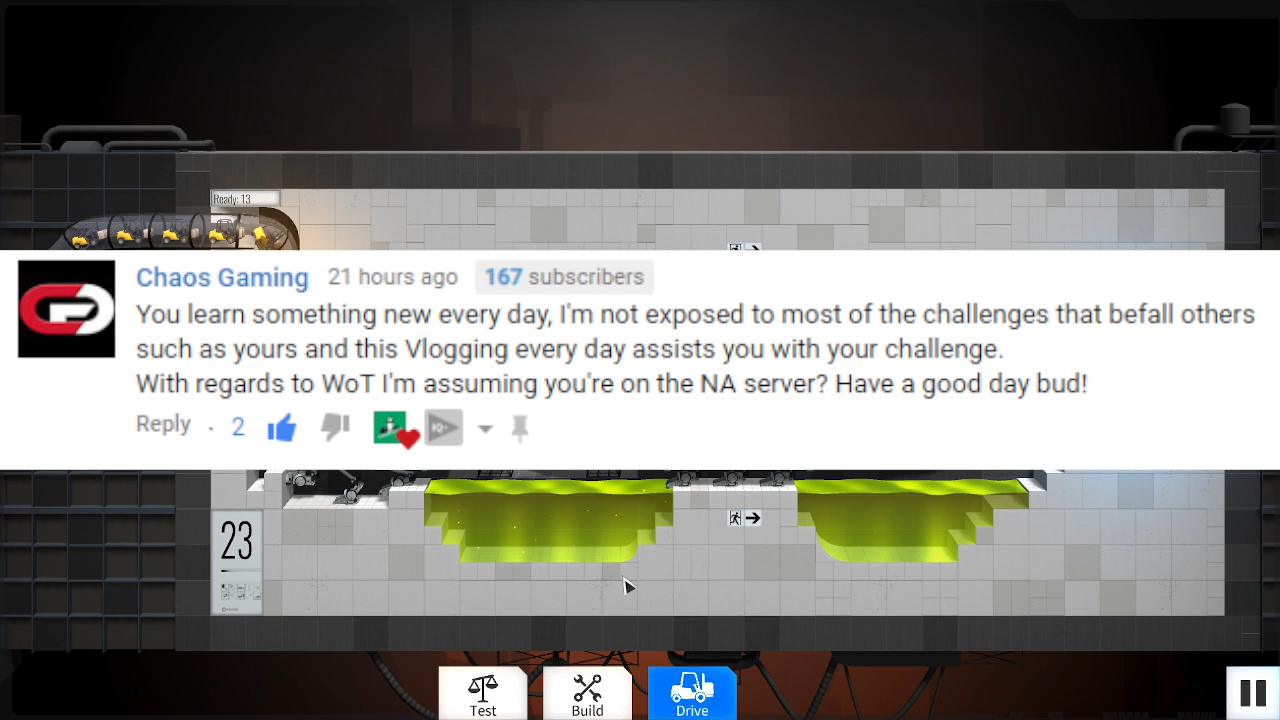 Ready: 13
Chaos Gaming 21 hours ago 167 subscribers
You learn something new every day, I'm not exposed to most of the challenges that befall others
such as yours and this Vlogging every day assists you with your challenge.
With regards to WoT I'm assuming you're on the NA server? Have a good day bud!
Reply · 2
23
Test Build Drive